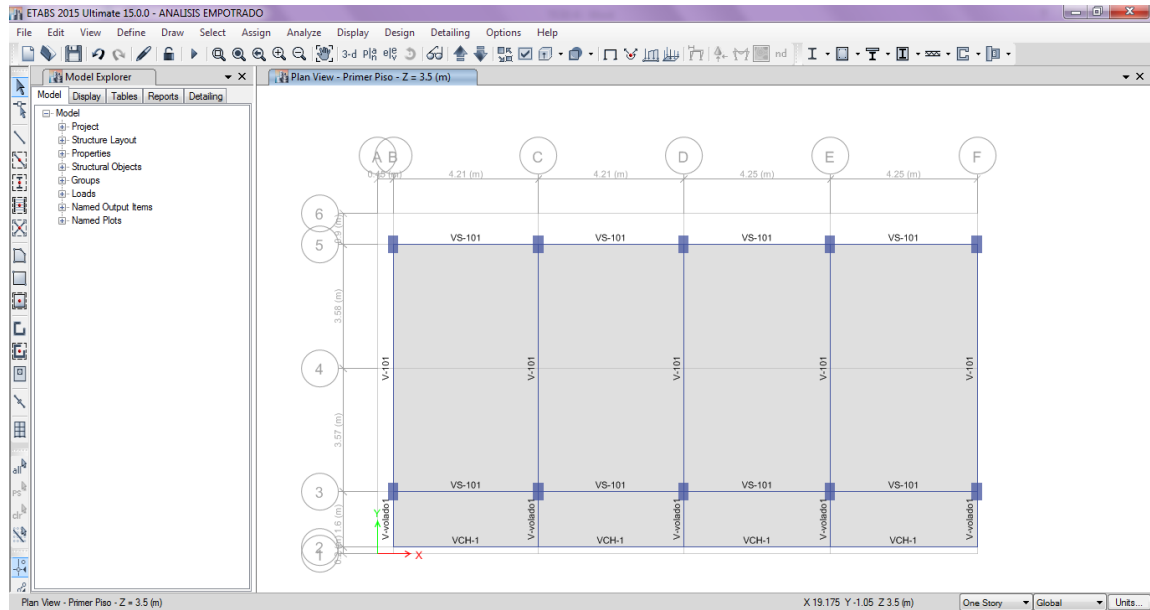 ETABS 2015 Ultimate 15.0.0 - ANALISIS EMPOTRADO
File Edit View Define Draw Select Assign Analyze Display Design Detailing Options Help
3-d nd
Model Explorer
Plan View - Primer Piso - Z = 3.5 (m)
Model Display Tables Reports Detailing
Model
Project
Structure Layout
Properties
Structural Objects
Groups
Loads
Named Output Items
Named Plots
all
PS
clr
A B C D E F
4.21 (m) 4.21 (m) 4.25 (m) 4.25 (m)
6
5
VS-101 VS-101 VS-101 VS-101
3.58 (m)
4
V-101 V-101 V-101 V-101 V-101
3.57 (m)
3
VS-101 VS-101 VS-101 VS-101
1.6 (m)
V-volado1 V-volado1 V-volado1 V-volado1 V-volado1
Y
VCH-1 VCH-1 VCH-1 VCH-1
2
1
X
Plan View - Primer Piso - Z = 3.5 (m)
X 19.175 Y -1.05 Z 3.5 (m)
One Story
Global
Units...